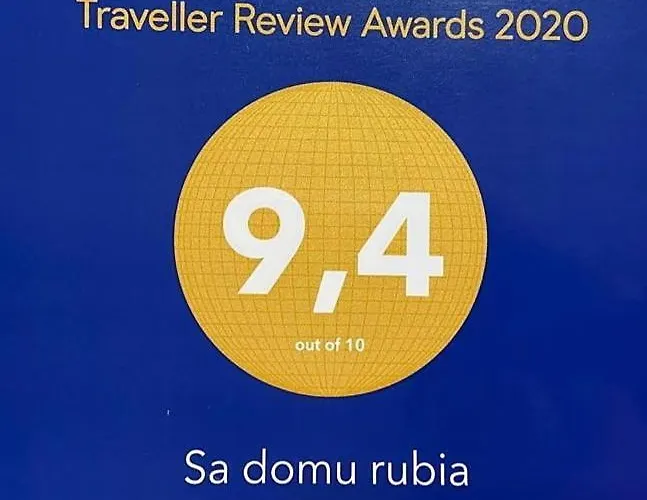 Traveller Review Awards 2020
9,4
out of 10
Sa domu rubia